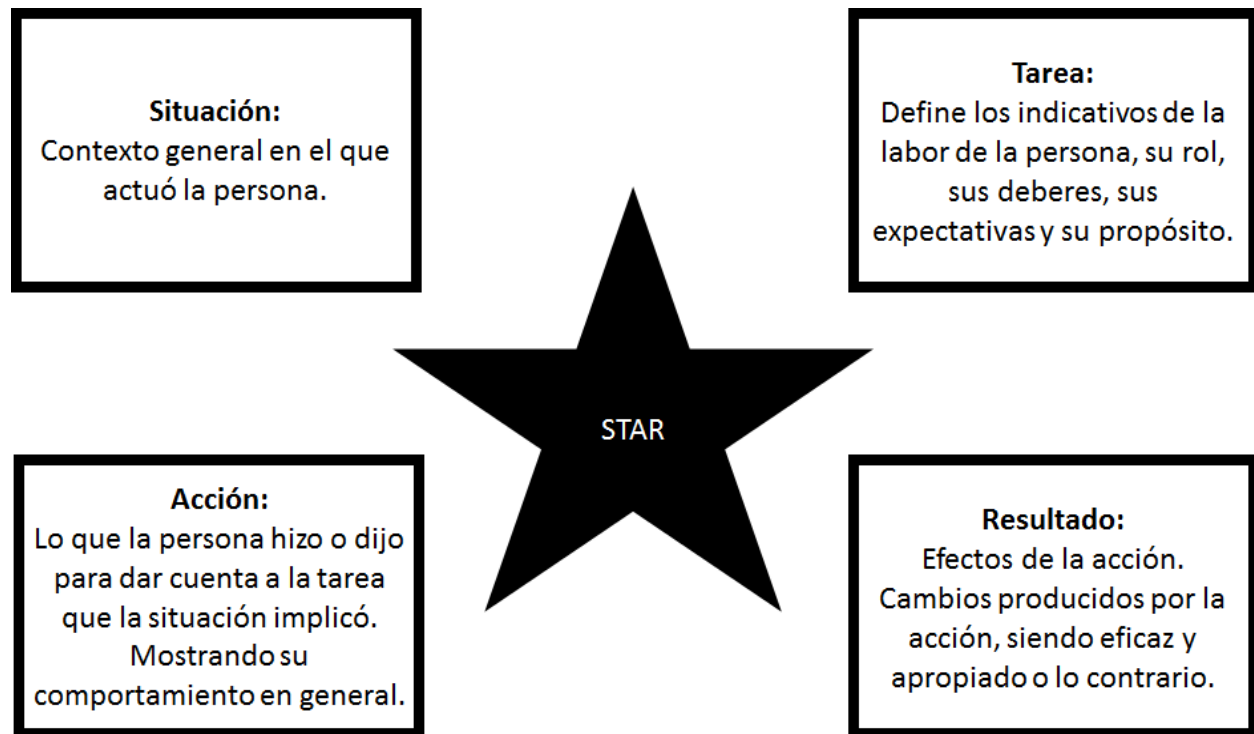 Situación:
Contexto general en el que
actuó la persona.
Tarea:
Define los indicativos de la
labor de la persona, su rol,
sus deberes, sus
expectativas y su propósito.
STAR
Acción:
Lo que la persona hizo o dijo
para dar cuenta a la tarea
que la situación implicó.
Mostrando su
comportamiento en general.
Resultado:
Efectos de la acción.
Cambios producidos por la
acción, siendo eficaz y
apropiado o lo contrario.